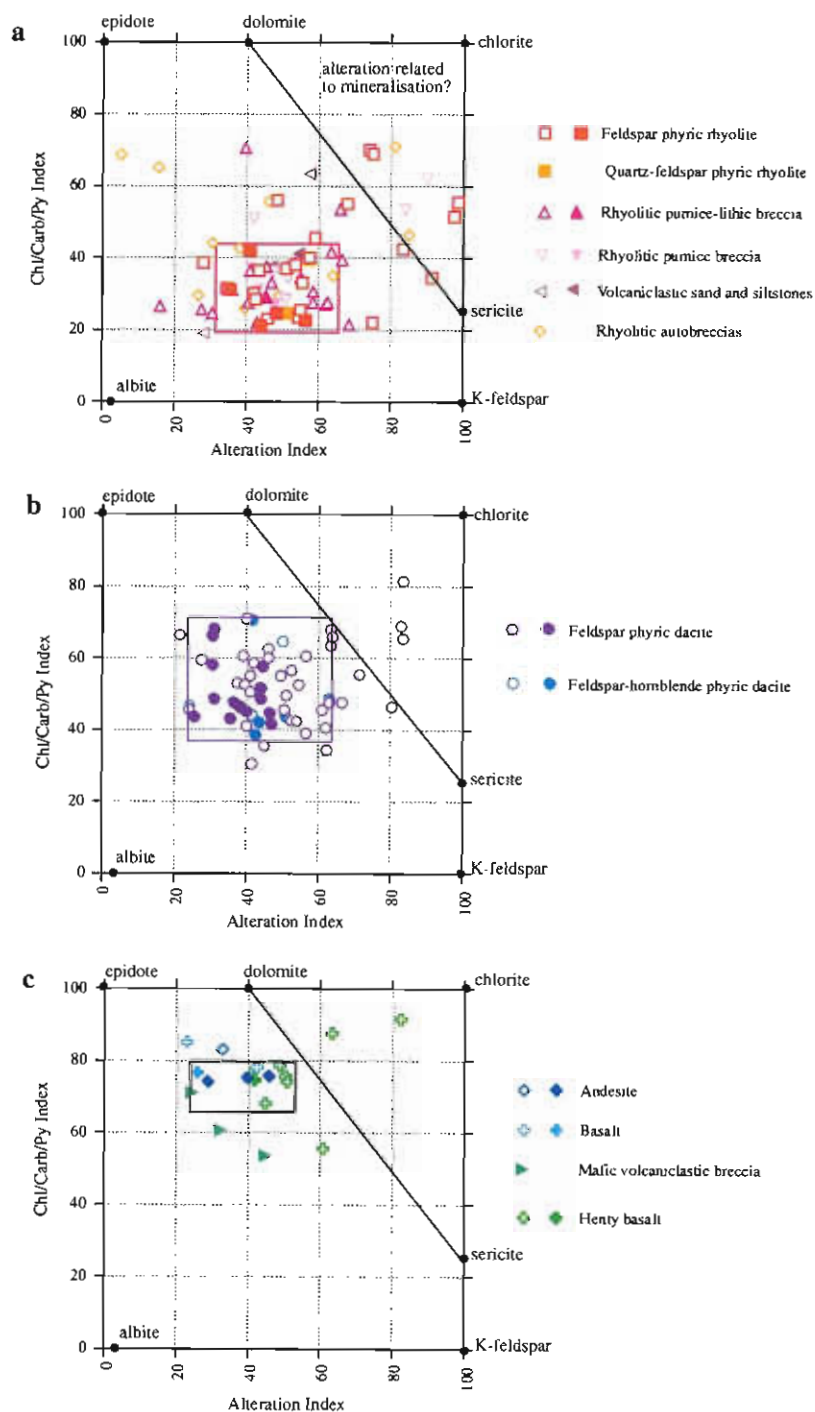 a
epidote
dolomite
chlorite
alteration related
to mineralisation?
100
80
60
40
20
0
Chl/Carb/Py Index
sericite
albite
K-feldspar
0
20
40
60
80
100
Alteration Index
Feldspar phyric rhyolite
Quartz-feldspar phyric rhyolite
Rhyolitic pumice-lithic breccia
Rhyolitic pumice breccia
Volcaniclastic sand and siltstones
Rhyolitic autobreccias
b
epidote
dolomite
chlorite
100
80
60
40
20
0
Chl/Carb/Py Index
sericite
albite
K-feldspar
0
20
40
60
80
100
Alteration Index
Feldspar phyric dacite
Feldspar-hornblende phyric dacite
c
epidote
dolomite
chlorite
100
80
60
40
20
0
Chl/Carb/Py Index
sericite
albite
K-feldspar
0
20
40
60
80
100
Alteration Index
Andesite
Basalt
Mafic volcaniclastic breccia
Henty basalt